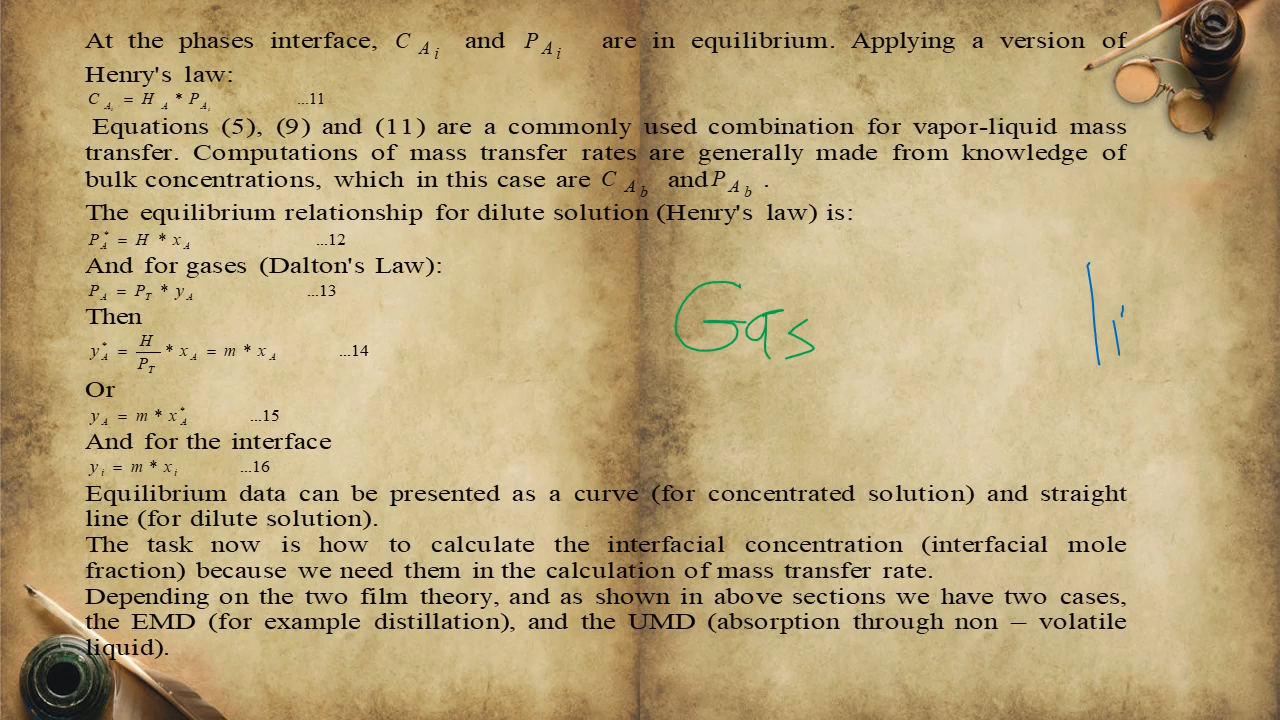 At the phases interface, C_{A_i} and P_{A_i} are in equilibrium. Applying a version of
Henry's law:
C_{A_i} = H_A * P_{A_i} ...11
Equations (5), (9) and (11) are a commonly used combination for vapor-liquid mass
transfer. Computations of mass transfer rates are generally made from knowledge of
bulk concentrations, which in this case are C_{A_b} and P_{A_b} .
The equilibrium relationship for dilute solution (Henry's law) is:
P_A^* = H * x_A ...12
And for gases (Dalton's Law):
P_A = P_T * y_A ...13
Then
y_A^* = H/P_T * x_A = m * x_A ...14
Gas
Or
y_A = m * x_A^* ...15
And for the interface
y_i = m * x_i ...16
Equilibrium data can be presented as a curve (for concentrated solution) and straight
line (for dilute solution).
The task now is how to calculate the interfacial concentration (interfacial mole
fraction) because we need them in the calculation of mass transfer rate.
Depending on the two film theory, and as shown in above sections we have two cases,
the EMD (for example distillation), and the UMD (absorption through non – volatile
liquid).